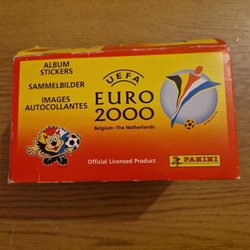 ALBUM
STICKERS
SAMMELBILDER
IMAGES
AUTOCOLLANTES
UEFA
EURO
2000
Belgium-The Netherlands
Official Licensed Product
PANINI